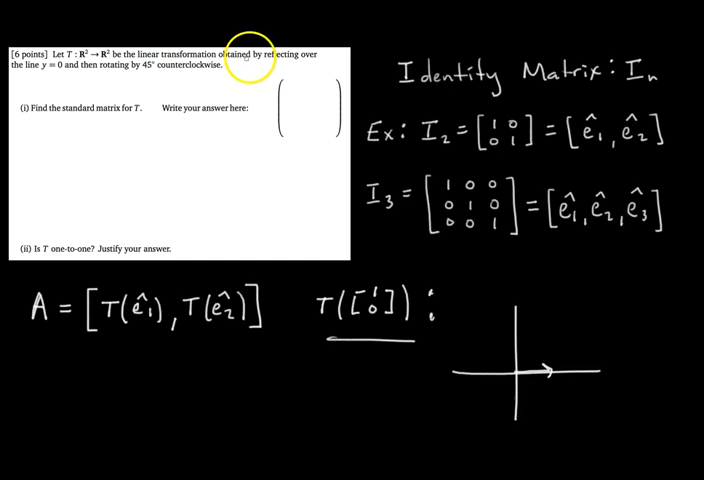 [6 points] Let T : R² → R² be the linear transformation obtained by reflecting over
the line y = 0 and then rotating by 45° counterclockwise.
(i) Find the standard matrix for T. Write your answer here:
(ii) Is T one-to-one? Justify your answer.
Identity Matrix: Iₙ
Ex: I₂ = [1 0
0 1] = [ê₁, ê₂]
I₃ = [1 0 0
0 1 0
0 0 1] = [ê₁, ê₂, ê₃]
A = [T(ê₁), T(ê₂)]
T([1
0]) :